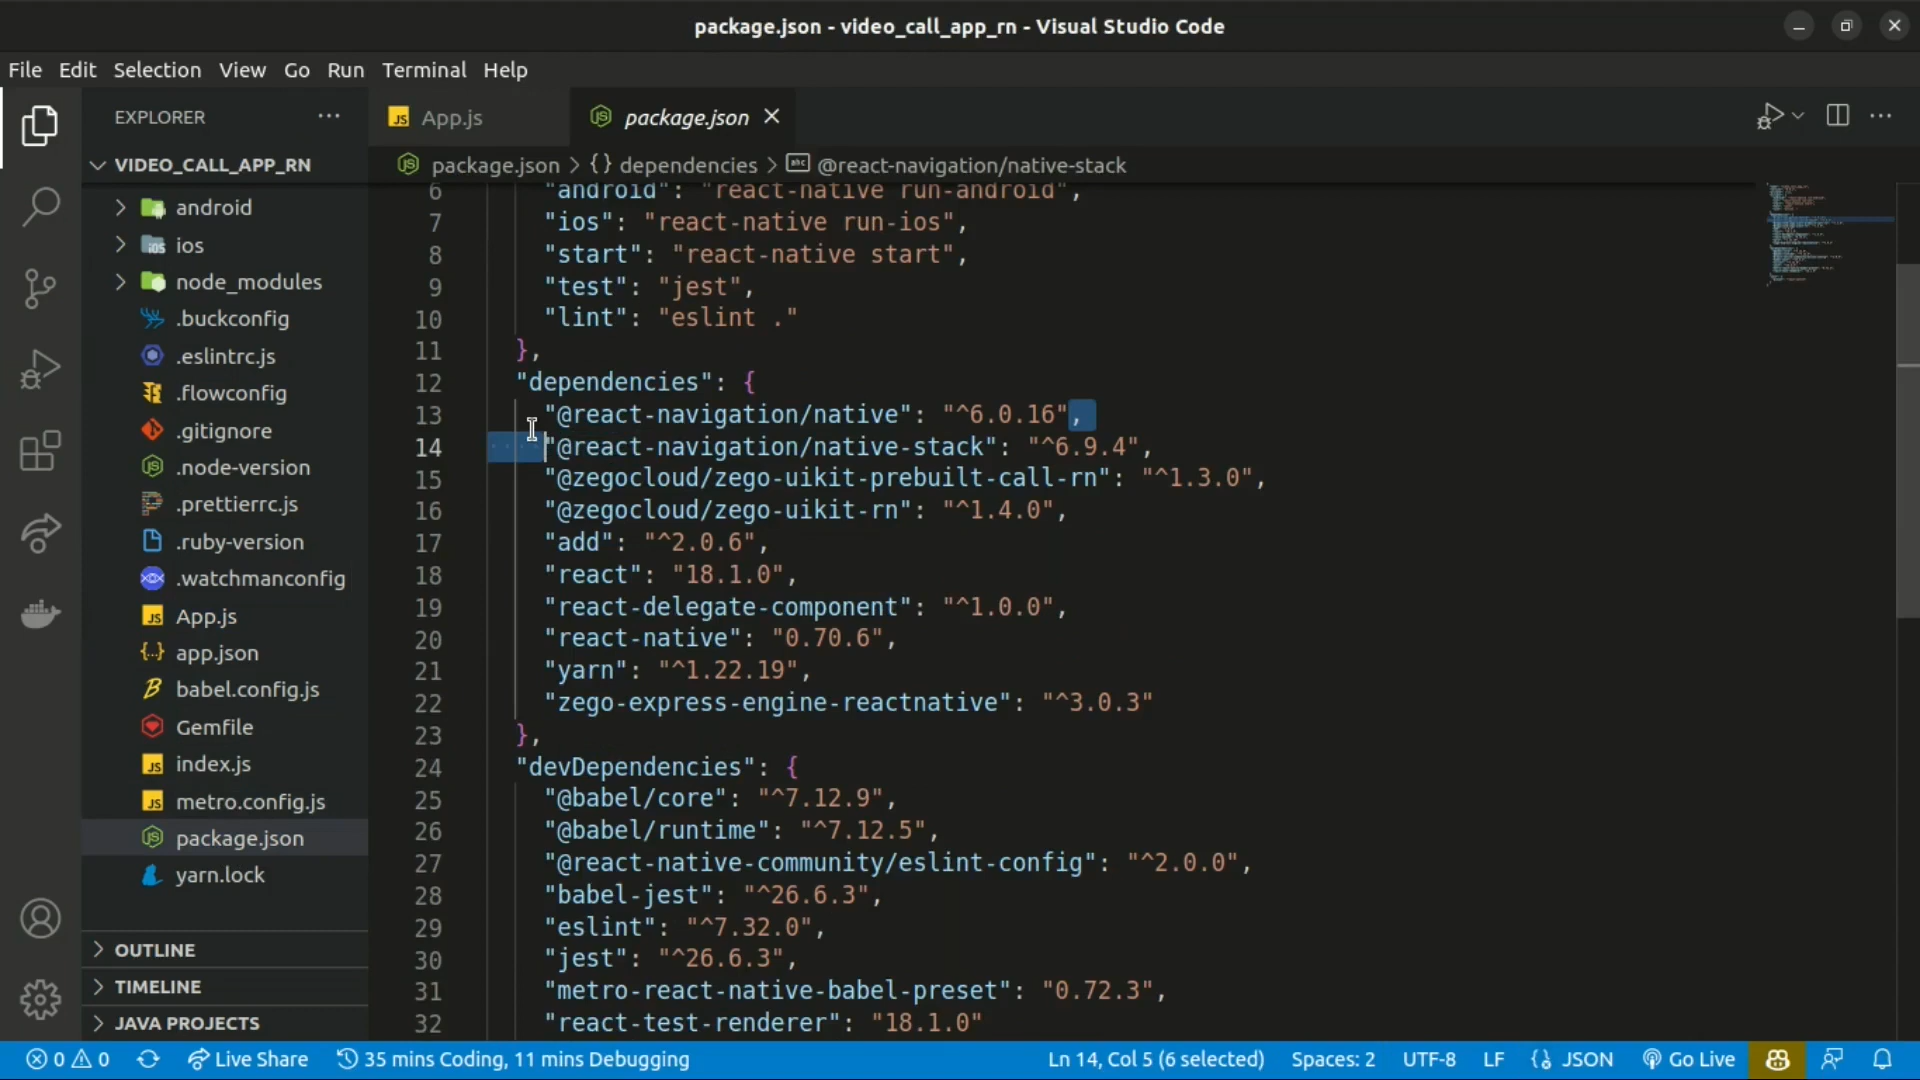 package.json - video_call_app_rn - Visual Studio Code
File Edit Selection View Go Run Terminal Help
EXPLORER ···
App.js
package.json
VIDEO_CALL_APP_RN
package.json > {} dependencies > @react-navigation/native-stack
android
ios
node_modules
.buckconfig
.eslintrc.js
.flowconfig
.gitignore
.node-version
.prettierrc.js
.ruby-version
.watchmanconfig
App.js
app.json
babel.config.js
Gemfile
index.js
metro.config.js
package.json
yarn.lock
OUTLINE
TIMELINE
JAVA PROJECTS
6 "android": "react-native run-android",
7 "ios": "react-native run-ios",
8 "start": "react-native start",
9 "test": "jest",
10 "lint": "eslint ."
11 },
12 "dependencies": {
13 "@react-navigation/native": "^6.0.16",
14 "@react-navigation/native-stack": "^6.9.4",
15 "@zegocloud/zego-uikit-prebuilt-call-rn": "^1.3.0",
16 "@zegocloud/zego-uikit-rn": "^1.4.0",
17 "add": "^2.0.6",
18 "react": "18.1.0",
19 "react-delegate-component": "^1.0.0",
20 "react-native": "0.70.6",
21 "yarn": "^1.22.19",
22 "zego-express-engine-reactnative": "^3.0.3"
23 },
24 "devDependencies": {
25 "@babel/core": "^7.12.9",
26 "@babel/runtime": "^7.12.5",
27 "@react-native-community/eslint-config": "^2.0.0",
28 "babel-jest": "^26.6.3",
29 "eslint": "^7.32.0",
30 "jest": "^26.6.3",
31 "metro-react-native-babel-preset": "0.72.3",
32 "react-test-renderer": "18.1.0"
0 0 Live Share 35 mins Coding, 11 mins Debugging Ln 14, Col 5 (6 selected) Spaces: 2 UTF-8 LF JSON Go Live